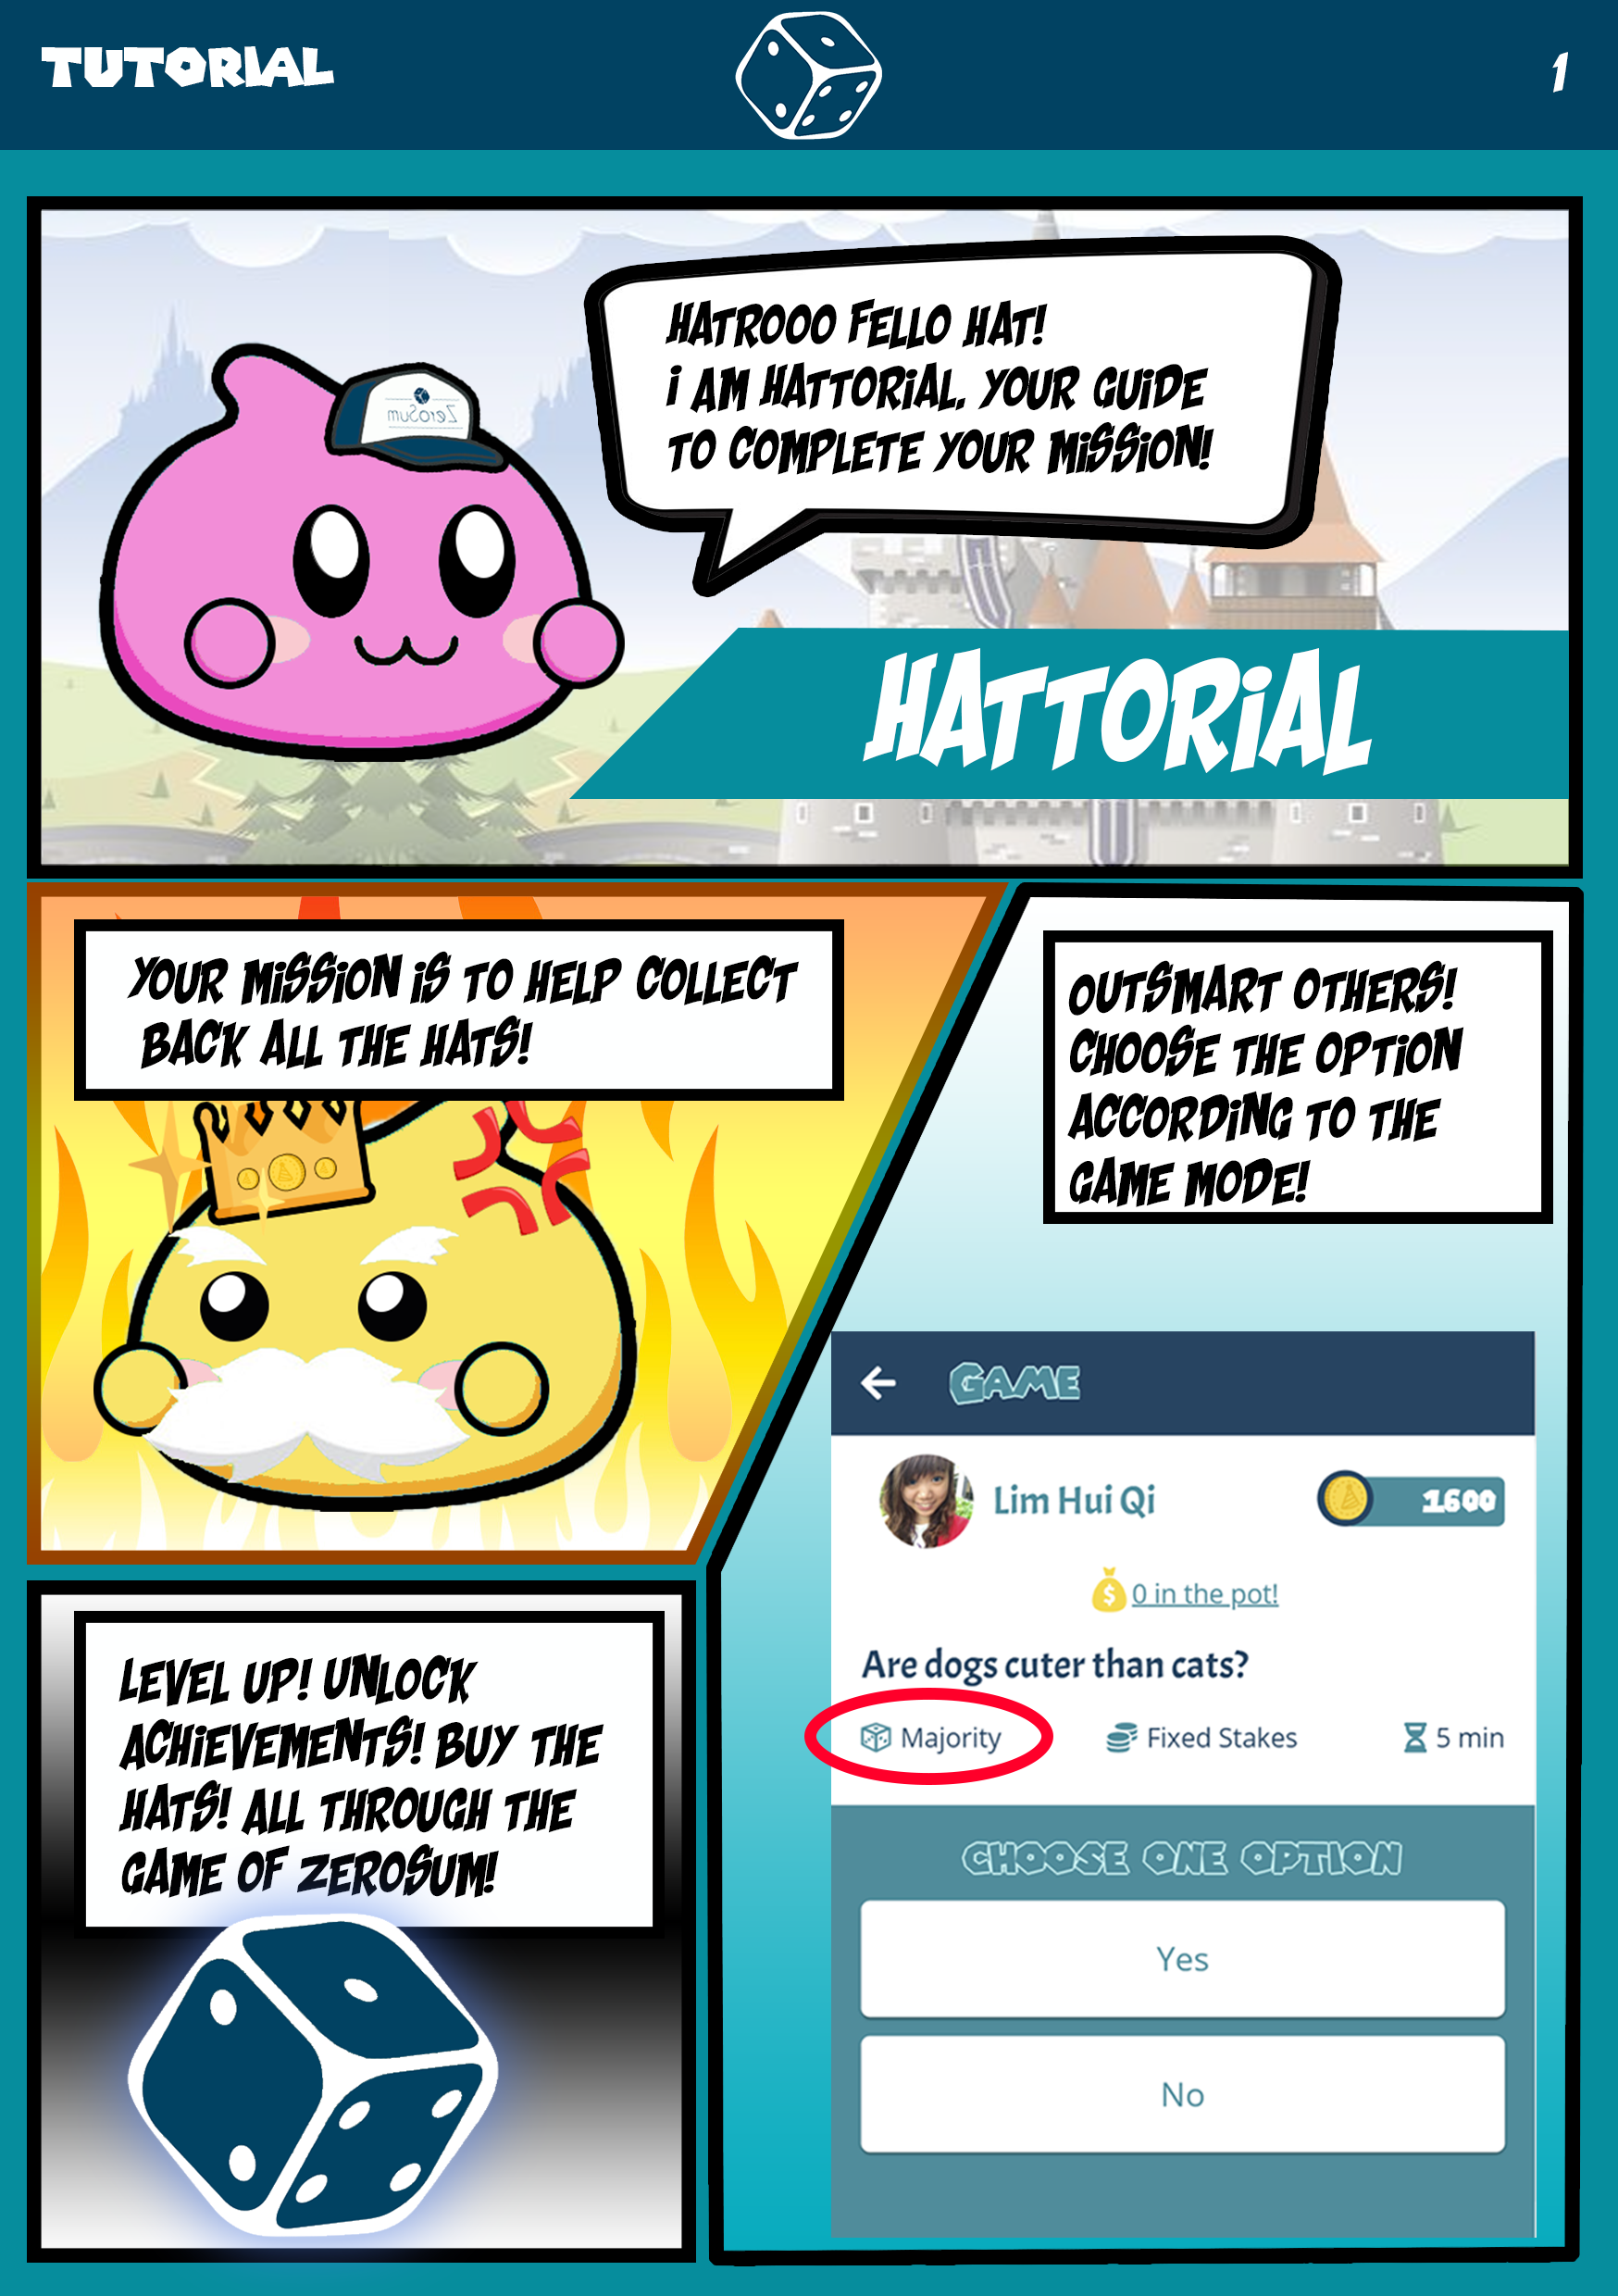 TUTORIAL
1
HATROOO FELLO HAT!
I AM HATTORIAL. YOUR GUIDE
TO COMPLETE YOUR MISSION!
ZeroSum
HATTORIAL
YOUR MISSION IS TO HELP COLLECT
BACK ALL THE HATS!
OUTSMART OTHERS!
CHOOSE THE OPTION
ACCORDING TO THE
GAME MODE!
LEVEL UP! UNLOCK
ACHIEVEMENTS! BUY THE
HATS! ALL THROUGH THE
GAME OF ZEROSUM!
GAME
Lim Hui Qi
1600
0 in the pot!
Are dogs cuter than cats?
Majority
Fixed Stakes
5 min
CHOOSE ONE OPTION
Yes
No